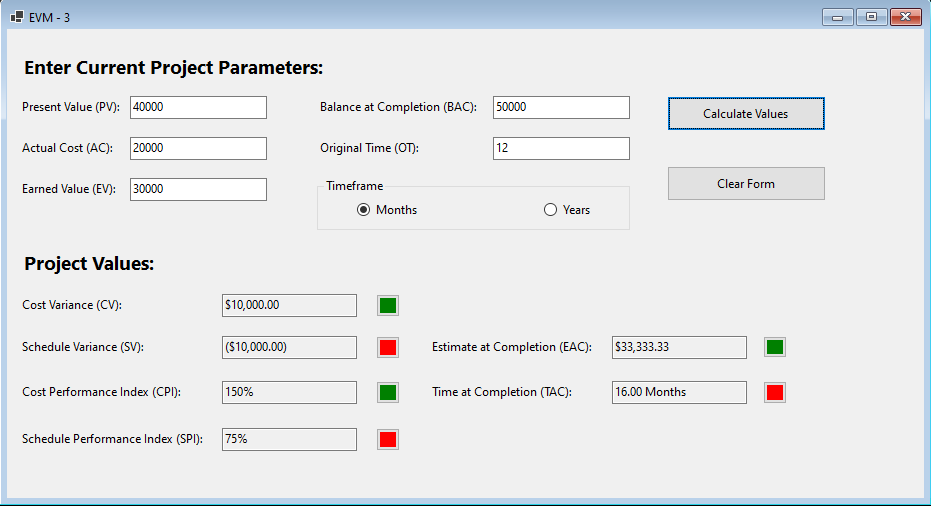 EVM - 3
Enter Current Project Parameters:
Present Value (PV): 40000 Balance at Completion (BAC): 50000 Calculate Values
Actual Cost (AC): 20000 Original Time (OT): 12
Earned Value (EV): 30000 Timeframe Clear Form
Months Years
Project Values:
Cost Variance (CV): $10,000.00
Schedule Variance (SV): ($10,000.00) Estimate at Completion (EAC): $33,333.33
Cost Performance Index (CPI): 150% Time at Completion (TAC): 16.00 Months
Schedule Performance Index (SPI): 75%